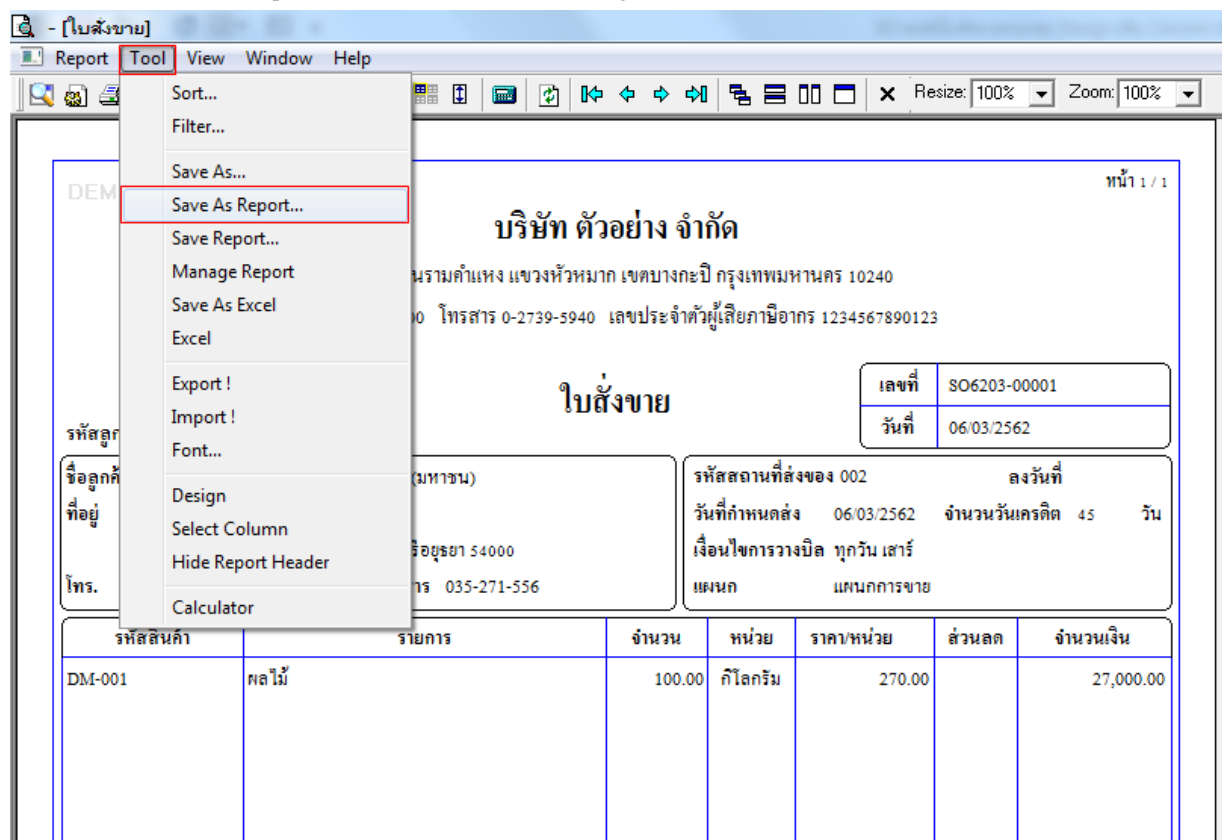 - [ใบสั่งขาย]
Report Tool View Window Help
Resize: 100% Zoom: 100%
Sort...
Filter...
Save As...
Save As Report...
Save Report...
Manage Report
Save As Excel
Excel
Export !
Import !
Font...
Design
Select Column
Hide Report Header
Calculator
DEM
หน้า 1 / 1
บริษัท ตัวอย่าง จำกัด
นรามคำแหง แขวงหัวหมาก เขตบางกะปิ กรุงเทพมหานคร 10240
โทรสาร 0-2739-5940 เลขประจำตัวผู้เสียภาษีอากร 1234567890123
ใบสั่งขาย
เลขที่ SO6203-00001
วันที่ 06/03/2562
รหัสลูก
ชื่อลูกค้ (มหาชน)
ที่อยู่
รีอยุธยา 54000
โทร. าร 035-271-556
รหัสสถานที่ส่งของ 002 ลงวันที่
วันที่กำหนดส่ง 06/03/2562 จำนวนวันเครดิต 45 วัน
เงื่อนไขการวางบิล ทุกวัน เสาร์
แผนก แผนกการขาย
รหัสสินค้า รายการ จำนวน หน่วย ราคา/หน่วย ส่วนลด จำนวนเงิน
DM-001 ผลไม้ 100.00 กิโลกรัม 270.00 27,000.00